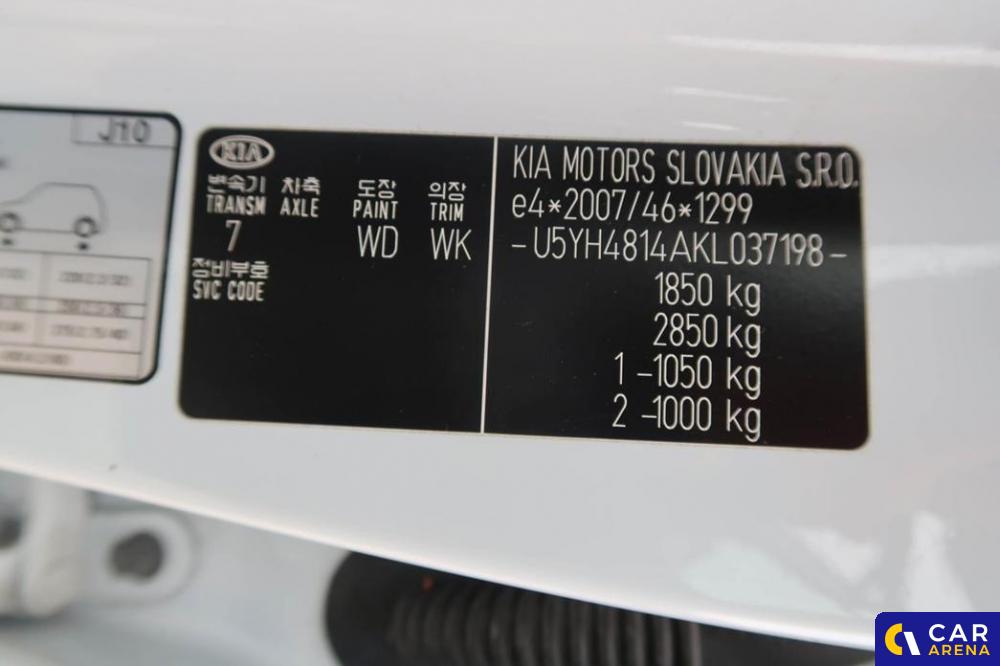 J10
KIA
변속기 차축 도장 의장
TRANSM AXLE PAINT TRIM
7 WD WK
정비부호
SVC CODE
KIA MOTORS SLOVAKIA S.R.O.
e4*2007/46*1299
-U5YH4814AKL037198-
1850 kg
2850 kg
1 -1050 kg
2 -1000 kg
CAR
ARENA